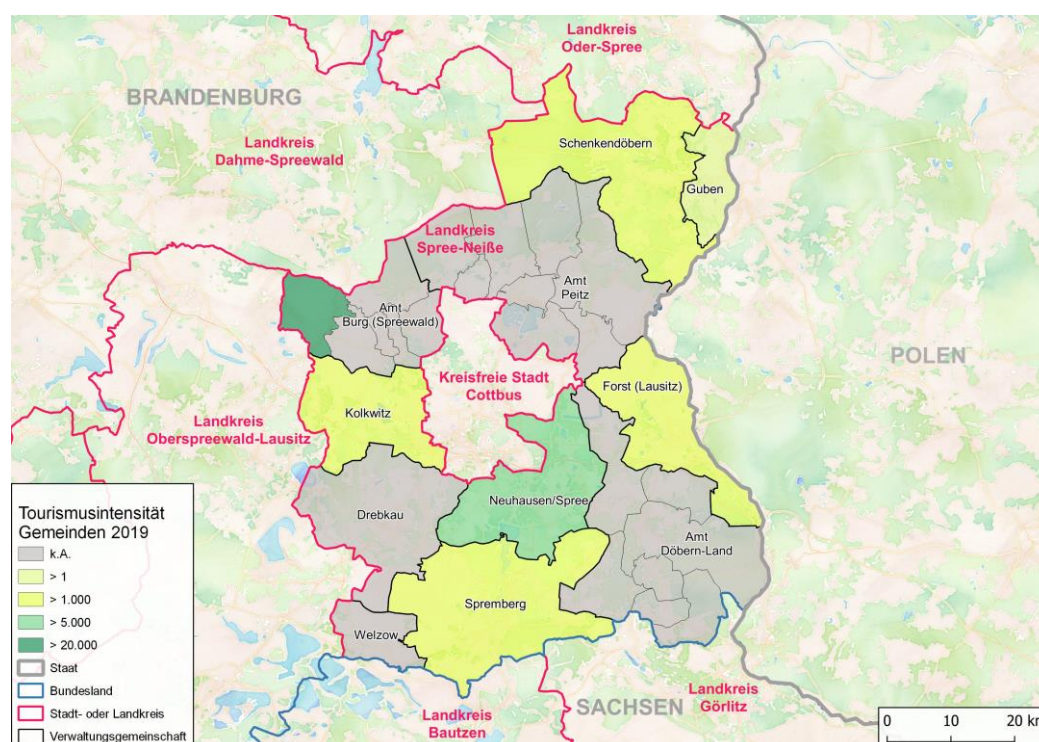 Landkreis
Oder-Spree
BRANDENBURG
Landkreis
Dahme-Spreewald
Schenkendöbern
Guben
Landkreis
Spree-Neiße
Amt
Peitz
Amt
Burg (Spreewald)
POLEN
Kreisfreie Stadt
Cottbus
Forst (Lausitz)
Kolkwitz
Landkreis
Oberspreewald-Lausitz
Neuhausen/Spree
Drebkau
Amt
Döbern-Land
Spremberg
Welzow
Landkreis
Görlitz
SACHSEN
Landkreis
Bautzen
Tourismusintensität
Gemeinden 2019
k.A.
> 1
> 1.000
> 5.000
> 20.000
Staat
Bundesland
Stadt- oder Landkreis
Verwaltungsgemeinschaft
0 10 20 km